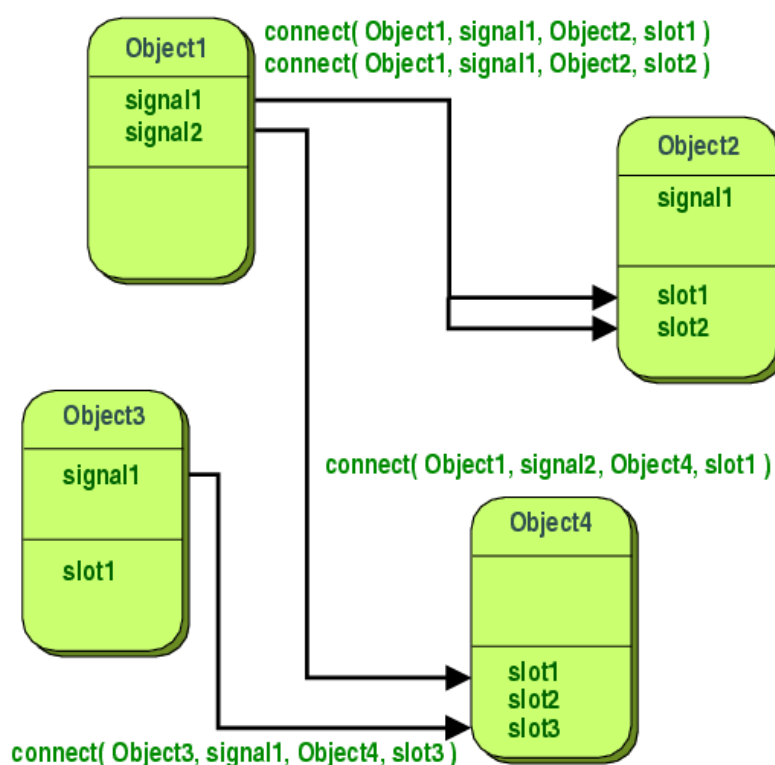 Object1
signal1
signal2
connect( Object1, signal1, Object2, slot1 )
connect( Object1, signal1, Object2, slot2 )
Object2
signal1
slot1
slot2
Object3
signal1
slot1
connect( Object1, signal2, Object4, slot1 )
Object4
slot1
slot2
slot3
connect( Object3, signal1, Object4, slot3 )